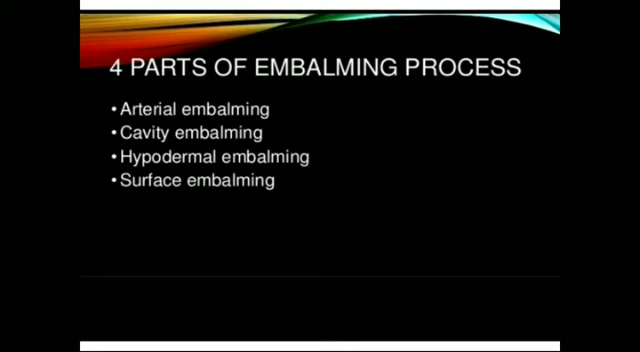 4 PARTS OF EMBALMING PROCESS
•Arterial embalming
•Cavity embalming
•Hypodermal embalming
•Surface embalming